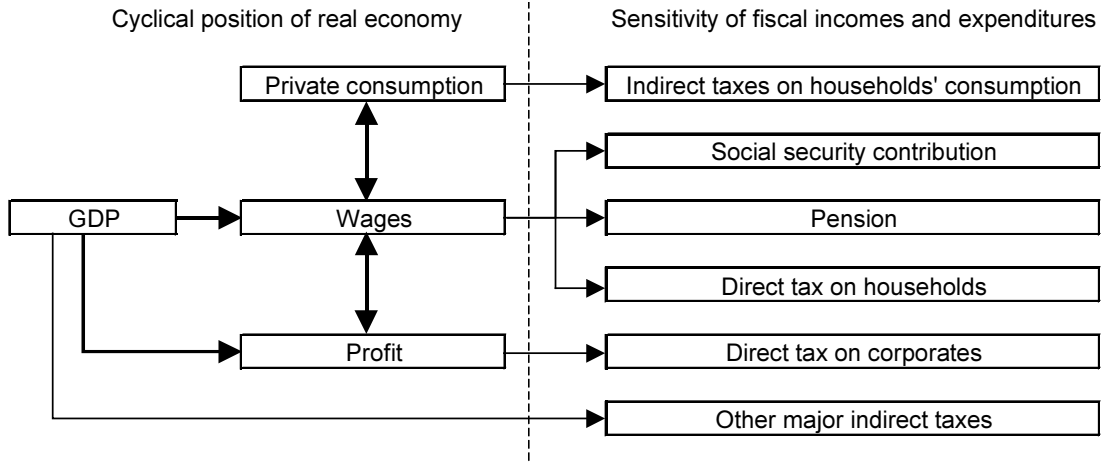 Cyclical position of real economy
Sensitivity of fiscal incomes and expenditures
Private consumption
Indirect taxes on households' consumption
Social security contribution
GDP
Wages
Pension
Direct tax on households
Profit
Direct tax on corporates
Other major indirect taxes